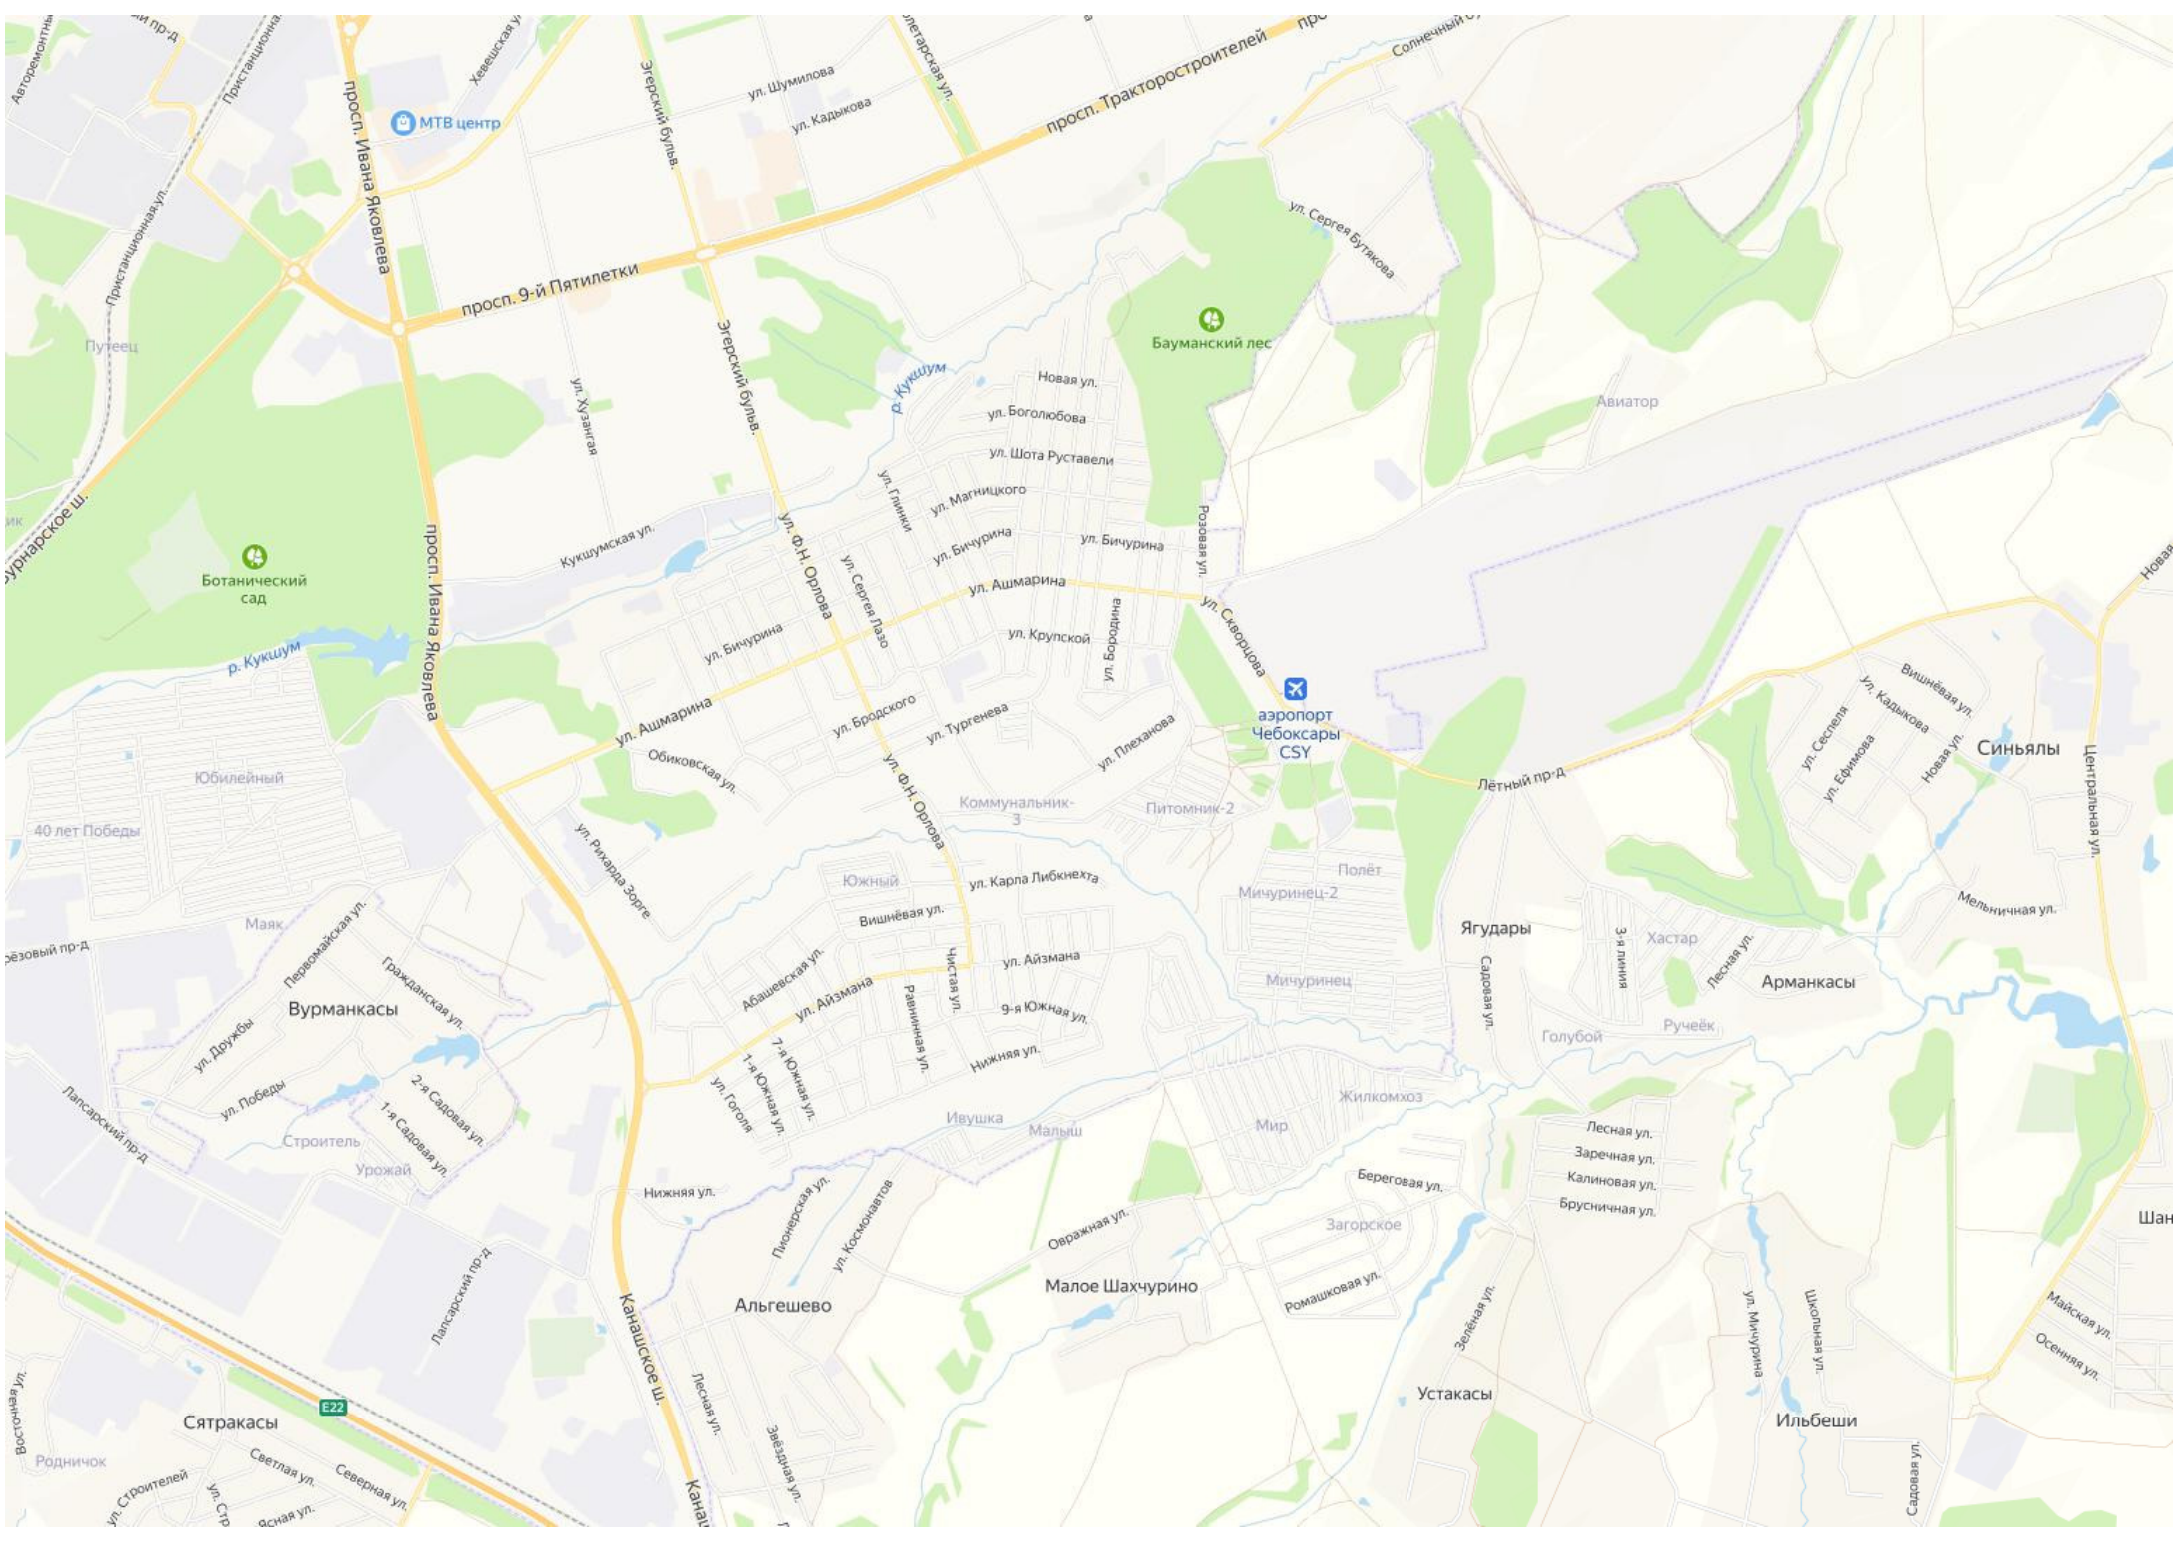 Авторемонтны
Пристанционная
Хевешская у
просп. Ивана Яковлева
МТВ центр
Эгерский бульв.
ул. Шумилова
ул. Кадыкова
летарская ул.
просп. Тракторостроителей
Солнечный б
ул. Сергея Бутякова
Пристанционная ул.
просп. 9-й Пятилетки
Путеец
Эгерский бульв.
ул. Хузангая
р. Кукшум
Бауманский лес
Новая ул.
ул. Боголюбова
ул. Шота Руставели
Авиатор
ул. Глинки
ул. Магницкого
ул. Бичурина
ул. Бичурина
Розовая ул.
урнарское ш.
Ботанический
сад
просп. Ивана Яковлева
Кукшумская ул.
ул. Ф.Н. Орлова
ул. Сергея Лазо
ул. Ашмарина
ул. Скворцова
ул. Бородина
ул. Крупской
ул. Бичурина
Новая
р. Кукшум
ул. Ашмарина
ул. Бродского
ул. Тургенева
ул. Плеханова
аэропорт
Чебоксары
CSY
Вишнёвая ул.
ул. Кадыкова
ул. Сеспеля
ул. Ефимова
Новая ул.
Синьялы
Центральная ул.
Обиковская ул.
ул. Ф.Н. Орлова
Лётный пр-д
Юбилейный
40 лет Победы
Коммунальник-
3
Питомник-2
ул. Рихарда Зорге
Южный
ул. Карла Либкнехта
Полёт
Мичуринец-2
Вишнёвая ул.
Мельничная ул.
Маяк
Первомайская ул.
ёзовый пр-д
Ягудары
3-я линия
Хастар
Лесная ул.
Арманкасы
Гражданская ул.
Абашевская ул.
ул. Айзмана
Чистая ул.
ул. Айзмана
Мичуринец
Садовая ул.
Вурманкасы
Равнинная ул.
9-я Южная ул.
Голубой
Ручеёк
ул. Дружбы
Нижняя ул.
7-я Южная ул.
1-я Южная ул.
ул. Гоголя
ул. Победы
2-я Садовая ул.
1-я Садовая ул.
Лапсарский пр-д
Строитель
Урожай
Ивушка
Малыш
Мир
Жилкомхоз
Лесная ул.
Заречная ул.
Калиновая ул.
Брусничная ул.
Береговая ул.
Нижняя ул.
Пионерская ул.
ул. Космонавтов
Овражная ул.
Загорское
Шан
Лапсарский пр-д
Альгешево
Малое Шахчурино
Ромашковая ул.
Зелёная ул.
ул. Мичурина
Школьная ул.
Майская ул.
Осенняя ул.
Канашское ш.
Лесная ул.
Восточная ул.
Сятракасы
E22
Устакасы
Ильбеши
Родничок
Светлая ул.
Северная ул.
Звёздная ул.
Садовая ул.
ул. Строителей
ул. Стр
Ясная ул.
Канаш